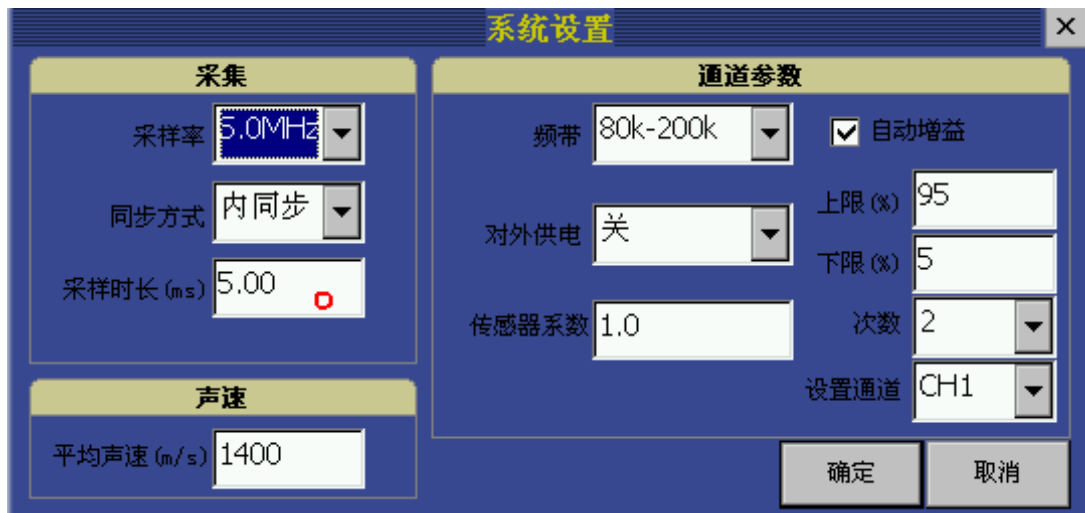 系统设置
采集
采样率 5.0MHz
同步方式 内同步
采样时长(ms) 5.00
声速
平均声速(m/s) 1400
通道参数
频带 80k-200k
自动增益
对外供电 关
上限(%) 95
下限(%) 5
传感器系数 1.0
次数 2
设置通道 CH1
确定
取消